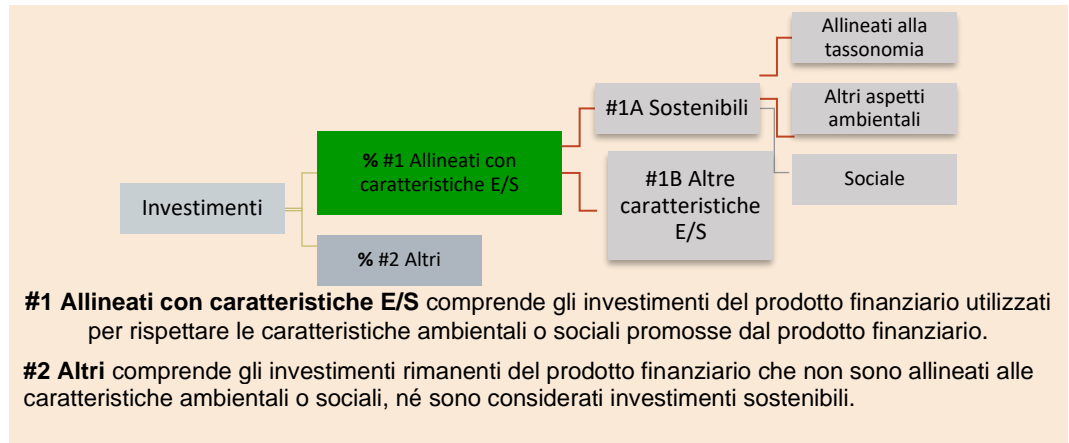 Allineati alla
tassonomia
#1A Sostenibili
Altri aspetti
ambientali
% #1 Allineati con
caratteristiche E/S
#1B Altre
caratteristiche
E/S
Sociale
Investimenti
% #2 Altri
#1 Allineati con caratteristiche E/S comprende gli investimenti del prodotto finanziario utilizzati
per rispettare le caratteristiche ambientali o sociali promosse dal prodotto finanziario.
#2 Altri comprende gli investimenti rimanenti del prodotto finanziario che non sono allineati alle
caratteristiche ambientali o sociali, né sono considerati investimenti sostenibili.